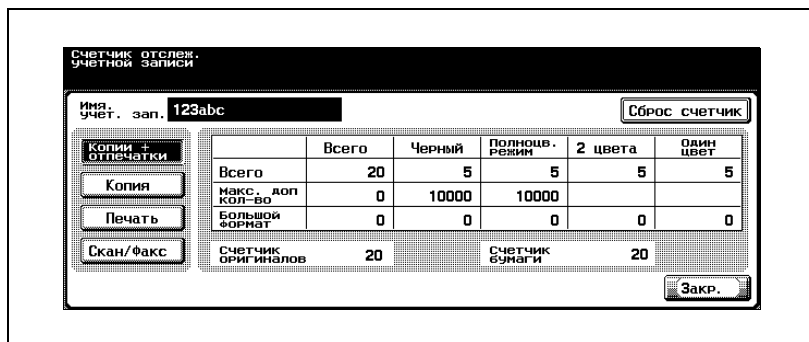 Счетчик отслеж.
учетной записи
Имя.
учет. зап. 123abc
Сброс счетчик
Копии +
отпечатки
Копия
Печать
Скан/Факс
Всего Черный Полноцв. режим 2 цвета Один цвет
Всего 20 5 5 5 5
Макс. доп кол-во 0 10000 10000
Большой формат 0 0 0 0 0
Счетчик оригиналов 20 Счетчик бумаги 20
Закр.